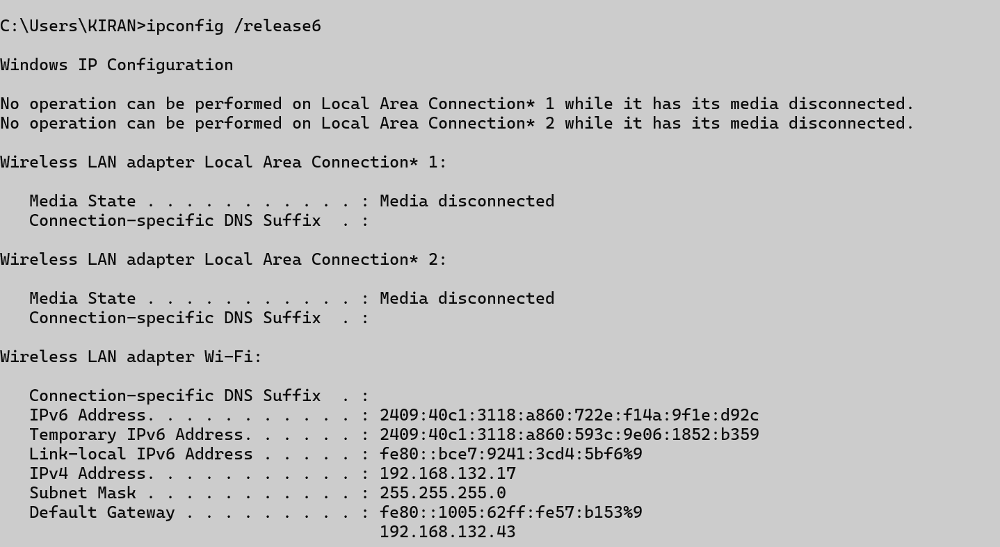 C:\Users\KIRAN>ipconfig /release6
Windows IP Configuration
No operation can be performed on Local Area Connection* 1 while it has its media disconnected.
No operation can be performed on Local Area Connection* 2 while it has its media disconnected.
Wireless LAN adapter Local Area Connection* 1:
   Media State . . . . . . . . . . . : Media disconnected
   Connection-specific DNS Suffix  . :
Wireless LAN adapter Local Area Connection* 2:
   Media State . . . . . . . . . . . : Media disconnected
   Connection-specific DNS Suffix  . :
Wireless LAN adapter Wi-Fi:
   Connection-specific DNS Suffix  . :
   IPv6 Address. . . . . . . . . . . : 2409:40c1:3118:a860:722e:f14a:9f1e:d92c
   Temporary IPv6 Address. . . . . . : 2409:40c1:3118:a860:593c:9e06:1852:b359
   Link-local IPv6 Address . . . . . : fe80::bce7:9241:3cd4:5bf6%9
   IPv4 Address. . . . . . . . . . . : 192.168.132.17
   Subnet Mask . . . . . . . . . . . : 255.255.255.0
   Default Gateway . . . . . . . . . : fe80::1005:62ff:fe57:b153%9
                                       192.168.132.43